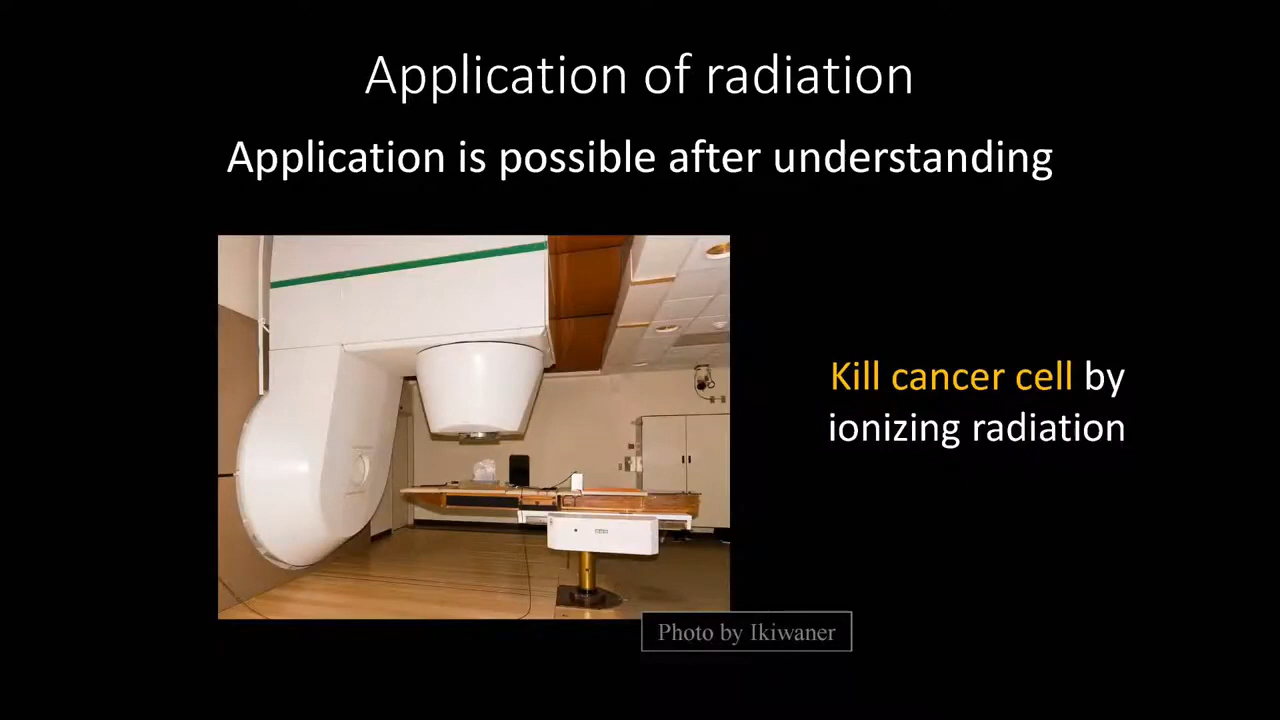 Application of radiation
Application is possible after understanding
Kill cancer cell by
ionizing radiation
Photo by Ikiwaner